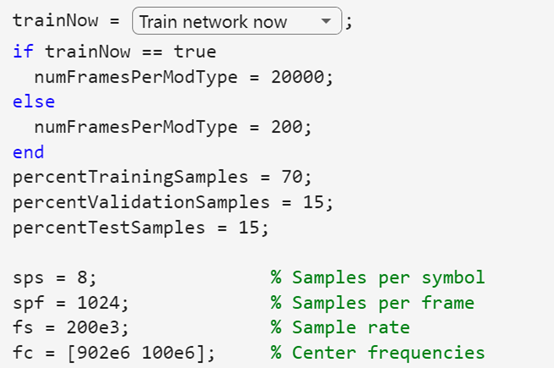 trainNow = Train network now ;
if trainNow == true
  numFramesPerModType = 20000;
else
  numFramesPerModType = 200;
end
percentTrainingSamples = 70;
percentValidationSamples = 15;
percentTestSamples = 15;

sps = 8;                % Samples per symbol
spf = 1024;             % Samples per frame
fs = 200e3;             % Sample rate
fc = [902e6 100e6];     % Center frequencies